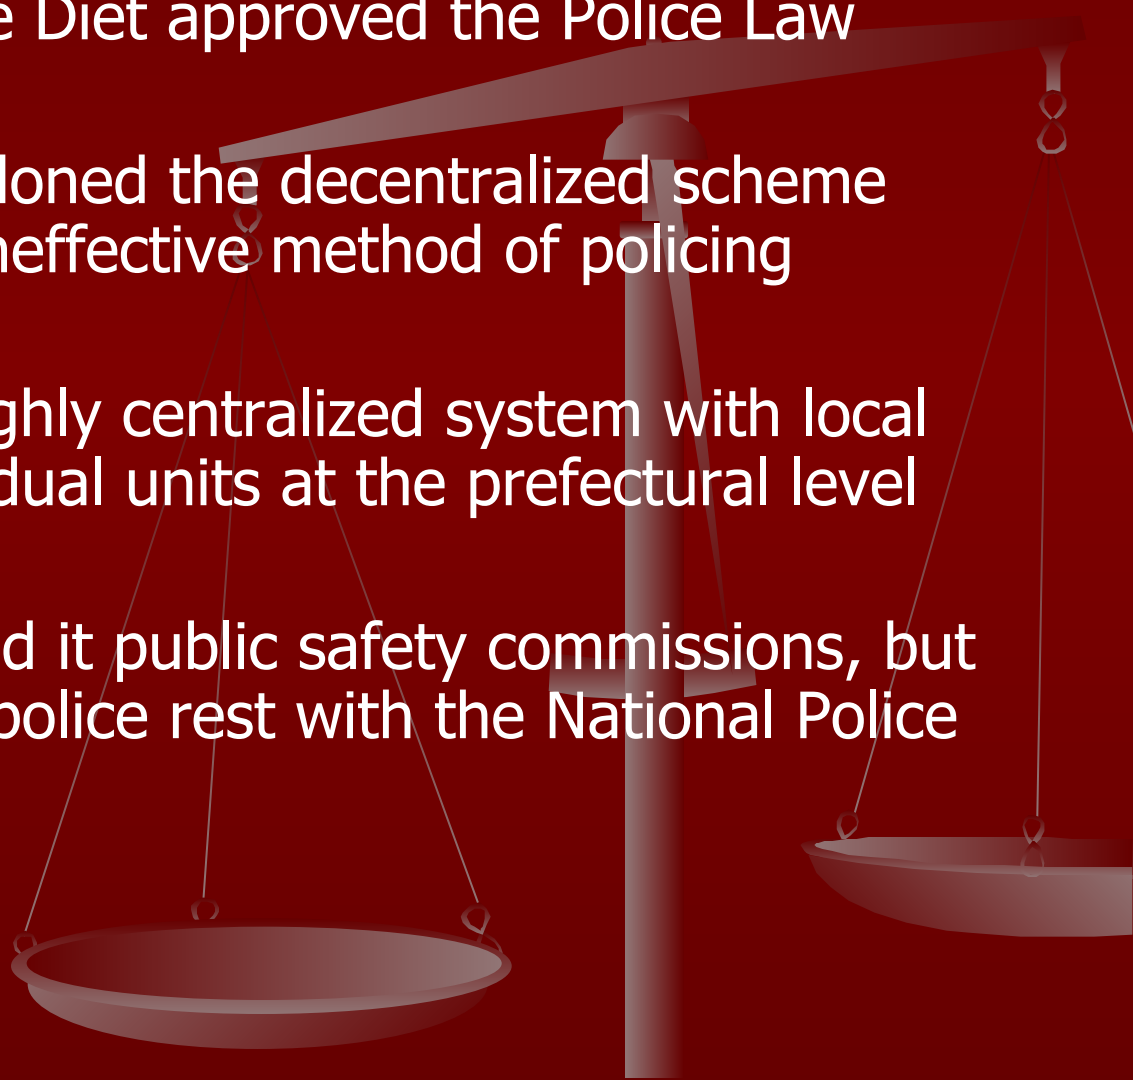 e Diet approved the Police Law
loned the decentralized scheme
neffective method of policing
ghly centralized system with local
dual units at the prefectural level
d it public safety commissions, but
police rest with the National Police